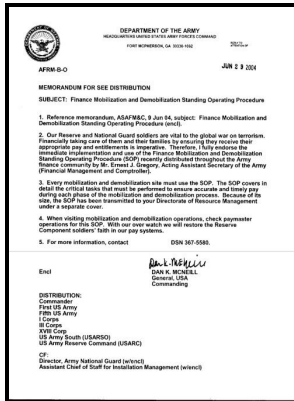 DEPARTMENT OF THE ARMY
HEADQUARTERS UNITED STATES ARMY FORCES COMMAND
FORT MCPHERSON, GA 30330-1062
REPLY TO
ATTENTION OF
AFRM-B-O
JUN 29 2004
MEMORANDUM FOR SEE DISTRIBUTION
SUBJECT: Finance Mobilization and Demobilization Standing Operating Procedure
1. Reference memorandum, ASAFM&C, 9 Jun 04, subject: Finance Mobilization and
Demobilization Standing Operating Procedure (encl).
2. Our Reserve and National Guard soldiers are vital to the global war on terrorism.
Financially taking care of them and their families by ensuring they receive their
appropriate pay and entitlements is imperative. Therefore, I fully endorse the
immediate implementation and use of the Finance Mobilization and Demobilization
Standing Operating Procedure (SOP) recently distributed throughout the Army
finance community by Mr. Ernest J. Gregory, Acting Assistant Secretary of the Army
(Financial Management and Comptroller).
3. Every mobilization and demobilization site must use the SOP. The SOP covers in
detail the critical tasks that must be performed to ensure accurate and timely pay
during each phase of the mobilization and demobilization process. Because of its
size, the SOP has been transmitted to your Directorate of Resource Management
under a separate cover.
4. When visiting mobilization and demobilization operations, check paymaster
operations for this SOP. With our over watch we will restore the Reserve
Component soldiers' faith in our pay systems.
5. For more information, contact DSN 367-5580.
Encl
DAN K. MCNEILL
General, USA
Commanding
DISTRIBUTION:
Commander
First US Army
Fifth US Army
I Corps
III Corps
XVIII Corp
US Army South (USARSO)
US Army Reserve Command (USARC)
CF:
Director, Army National Guard (w/encl)
Assistant Chief of Staff for Installation Management (w/encl)